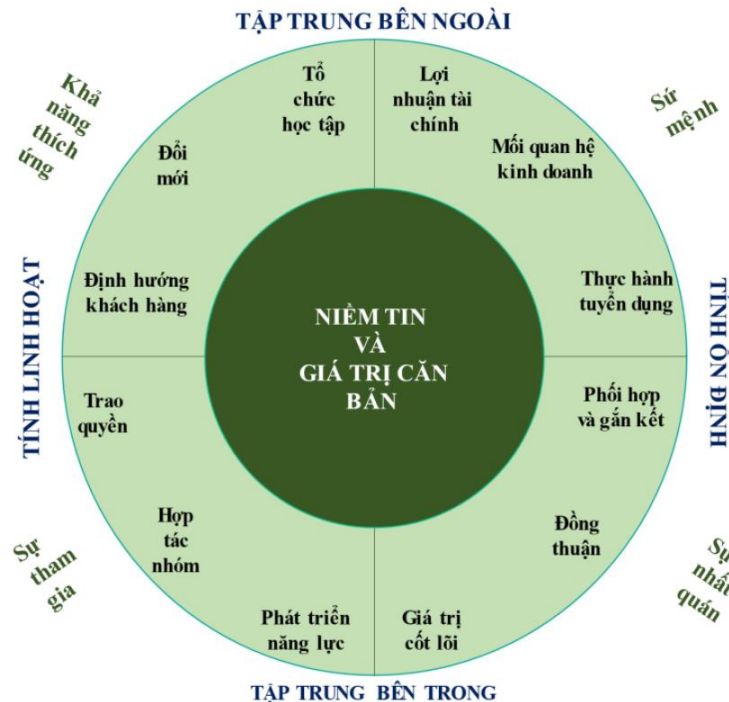 TẬP TRUNG BÊN NGOÀI
Khả
năng
thích
ứng
Sứ
mệnh
Tổ
chức
học tập
Lợi
nhuận tài
chính
Đổi
mới
Mối quan hệ
kinh doanh
Định hướng
khách hàng
Thực hành
tuyển dụng
TÍNH LINH HOẠT
NIỀM TIN
VÀ
GIÁ TRỊ CĂN
BẢN
TÍNH ỔN ĐỊNH
Trao
quyền
Phối hợp
và gắn kết
Hợp
tác
nhóm
Đồng
thuận
Sự
tham
gia
Sự
nhất
quán
Phát triển
năng lực
Giá trị
cốt lõi
TẬP TRUNG BÊN TRONG